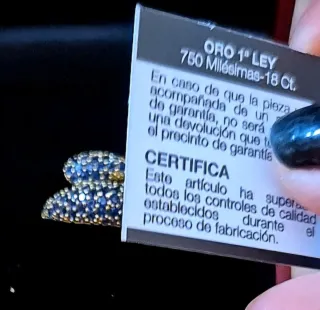 ORO 1ª LEY
750 Milésimas-18 Ct.
En caso de que la pieza
acompañada de un
de garantía, no será
una devolución que
el precinto de garantía
CERTIFICA
Este artículo ha
todos los controles de calidad
establecidos durante el
proceso de fabricación.